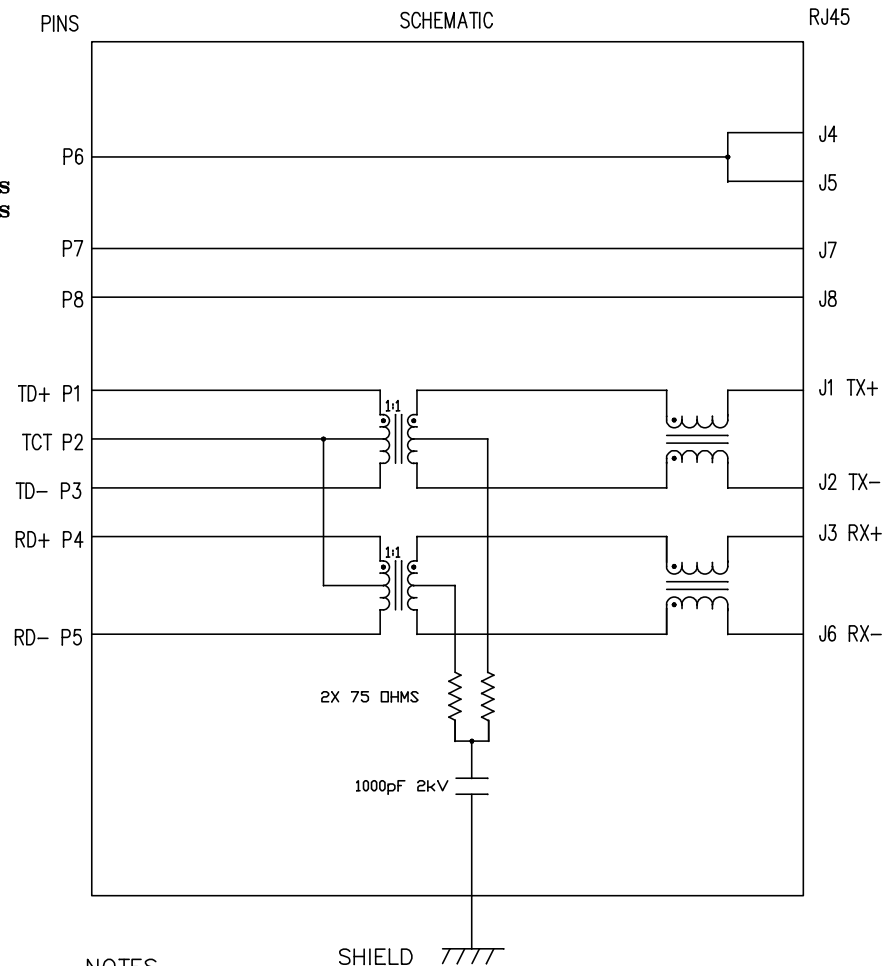 PINS SCHEMATIC RJ45
J4
P6
J5
s
s
P7 J7
P8 J8
TD+ P1 1:1 J1 TX+
TCT P2
TD- P3 J2 TX-
RD+ P4 1:1 J3 RX+
RD- P5 J6 RX-
2X 75 OHMS
1000pF 2kV
NOTES SHIELD